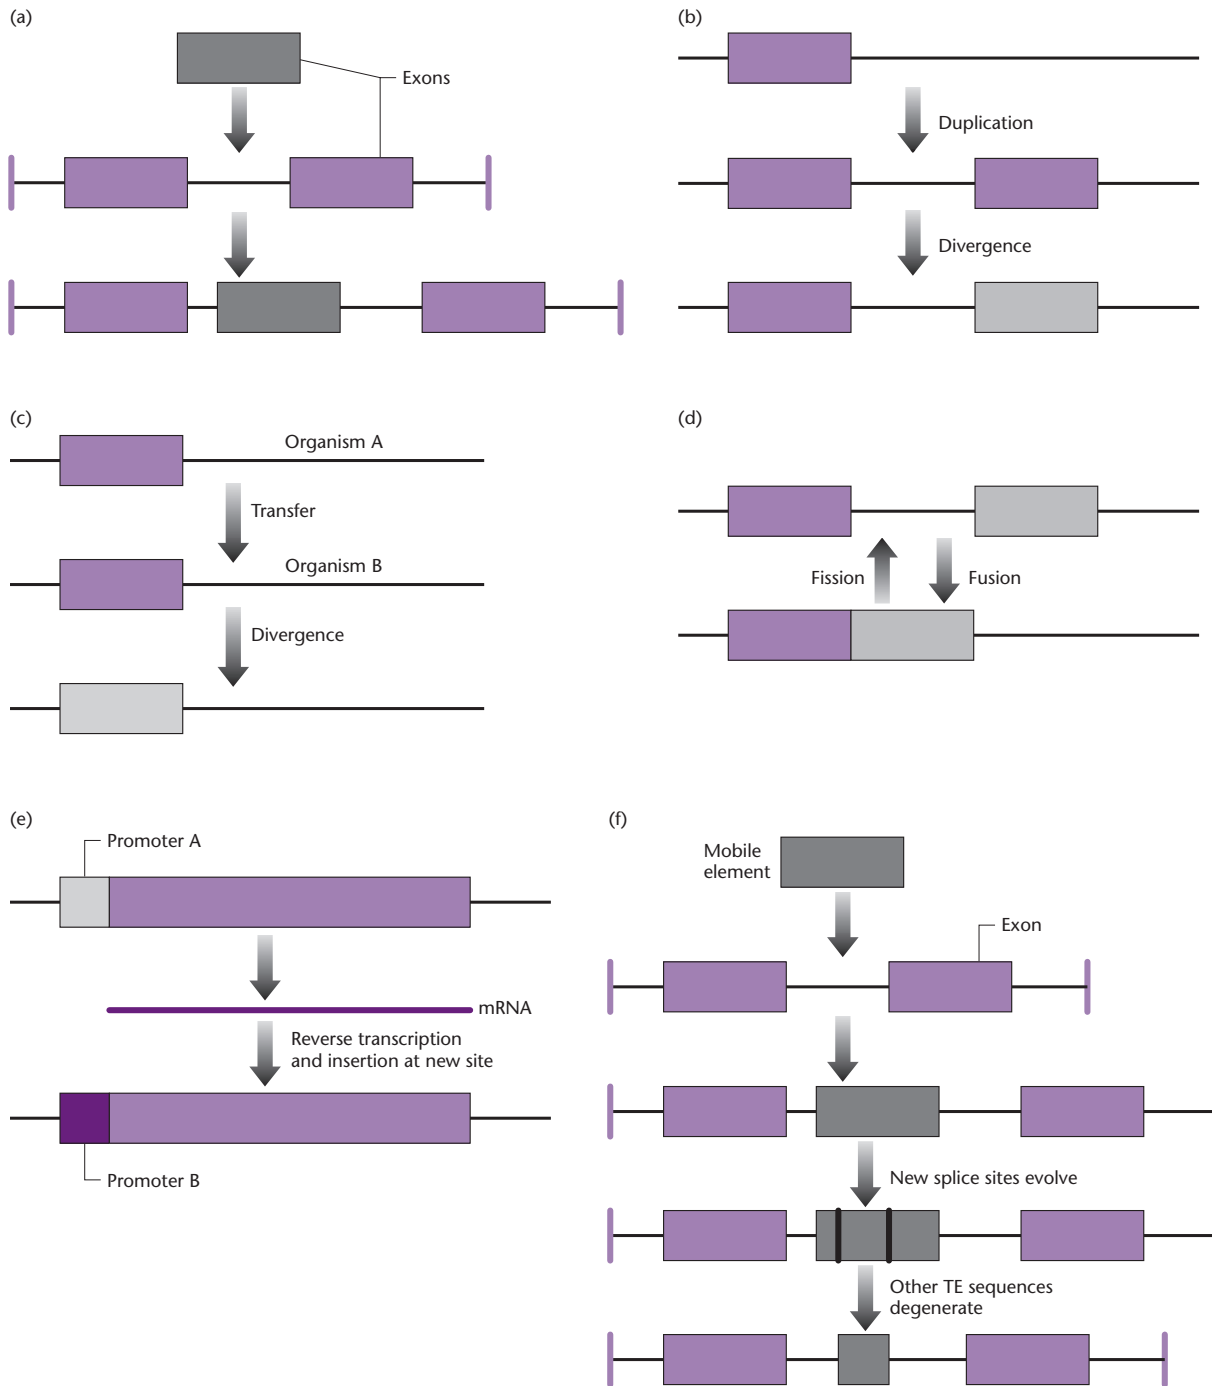 (a)
Exons
(b)
Duplication
Divergence
(c)
Organism A
Transfer
Organism B
Divergence
(d)
Fission
Fusion
(e)
Promoter A
mRNA
Reverse transcription
and insertion at new site
Promoter B
(f)
Mobile
element
Exon
New splice sites evolve
Other TE sequences
degenerate